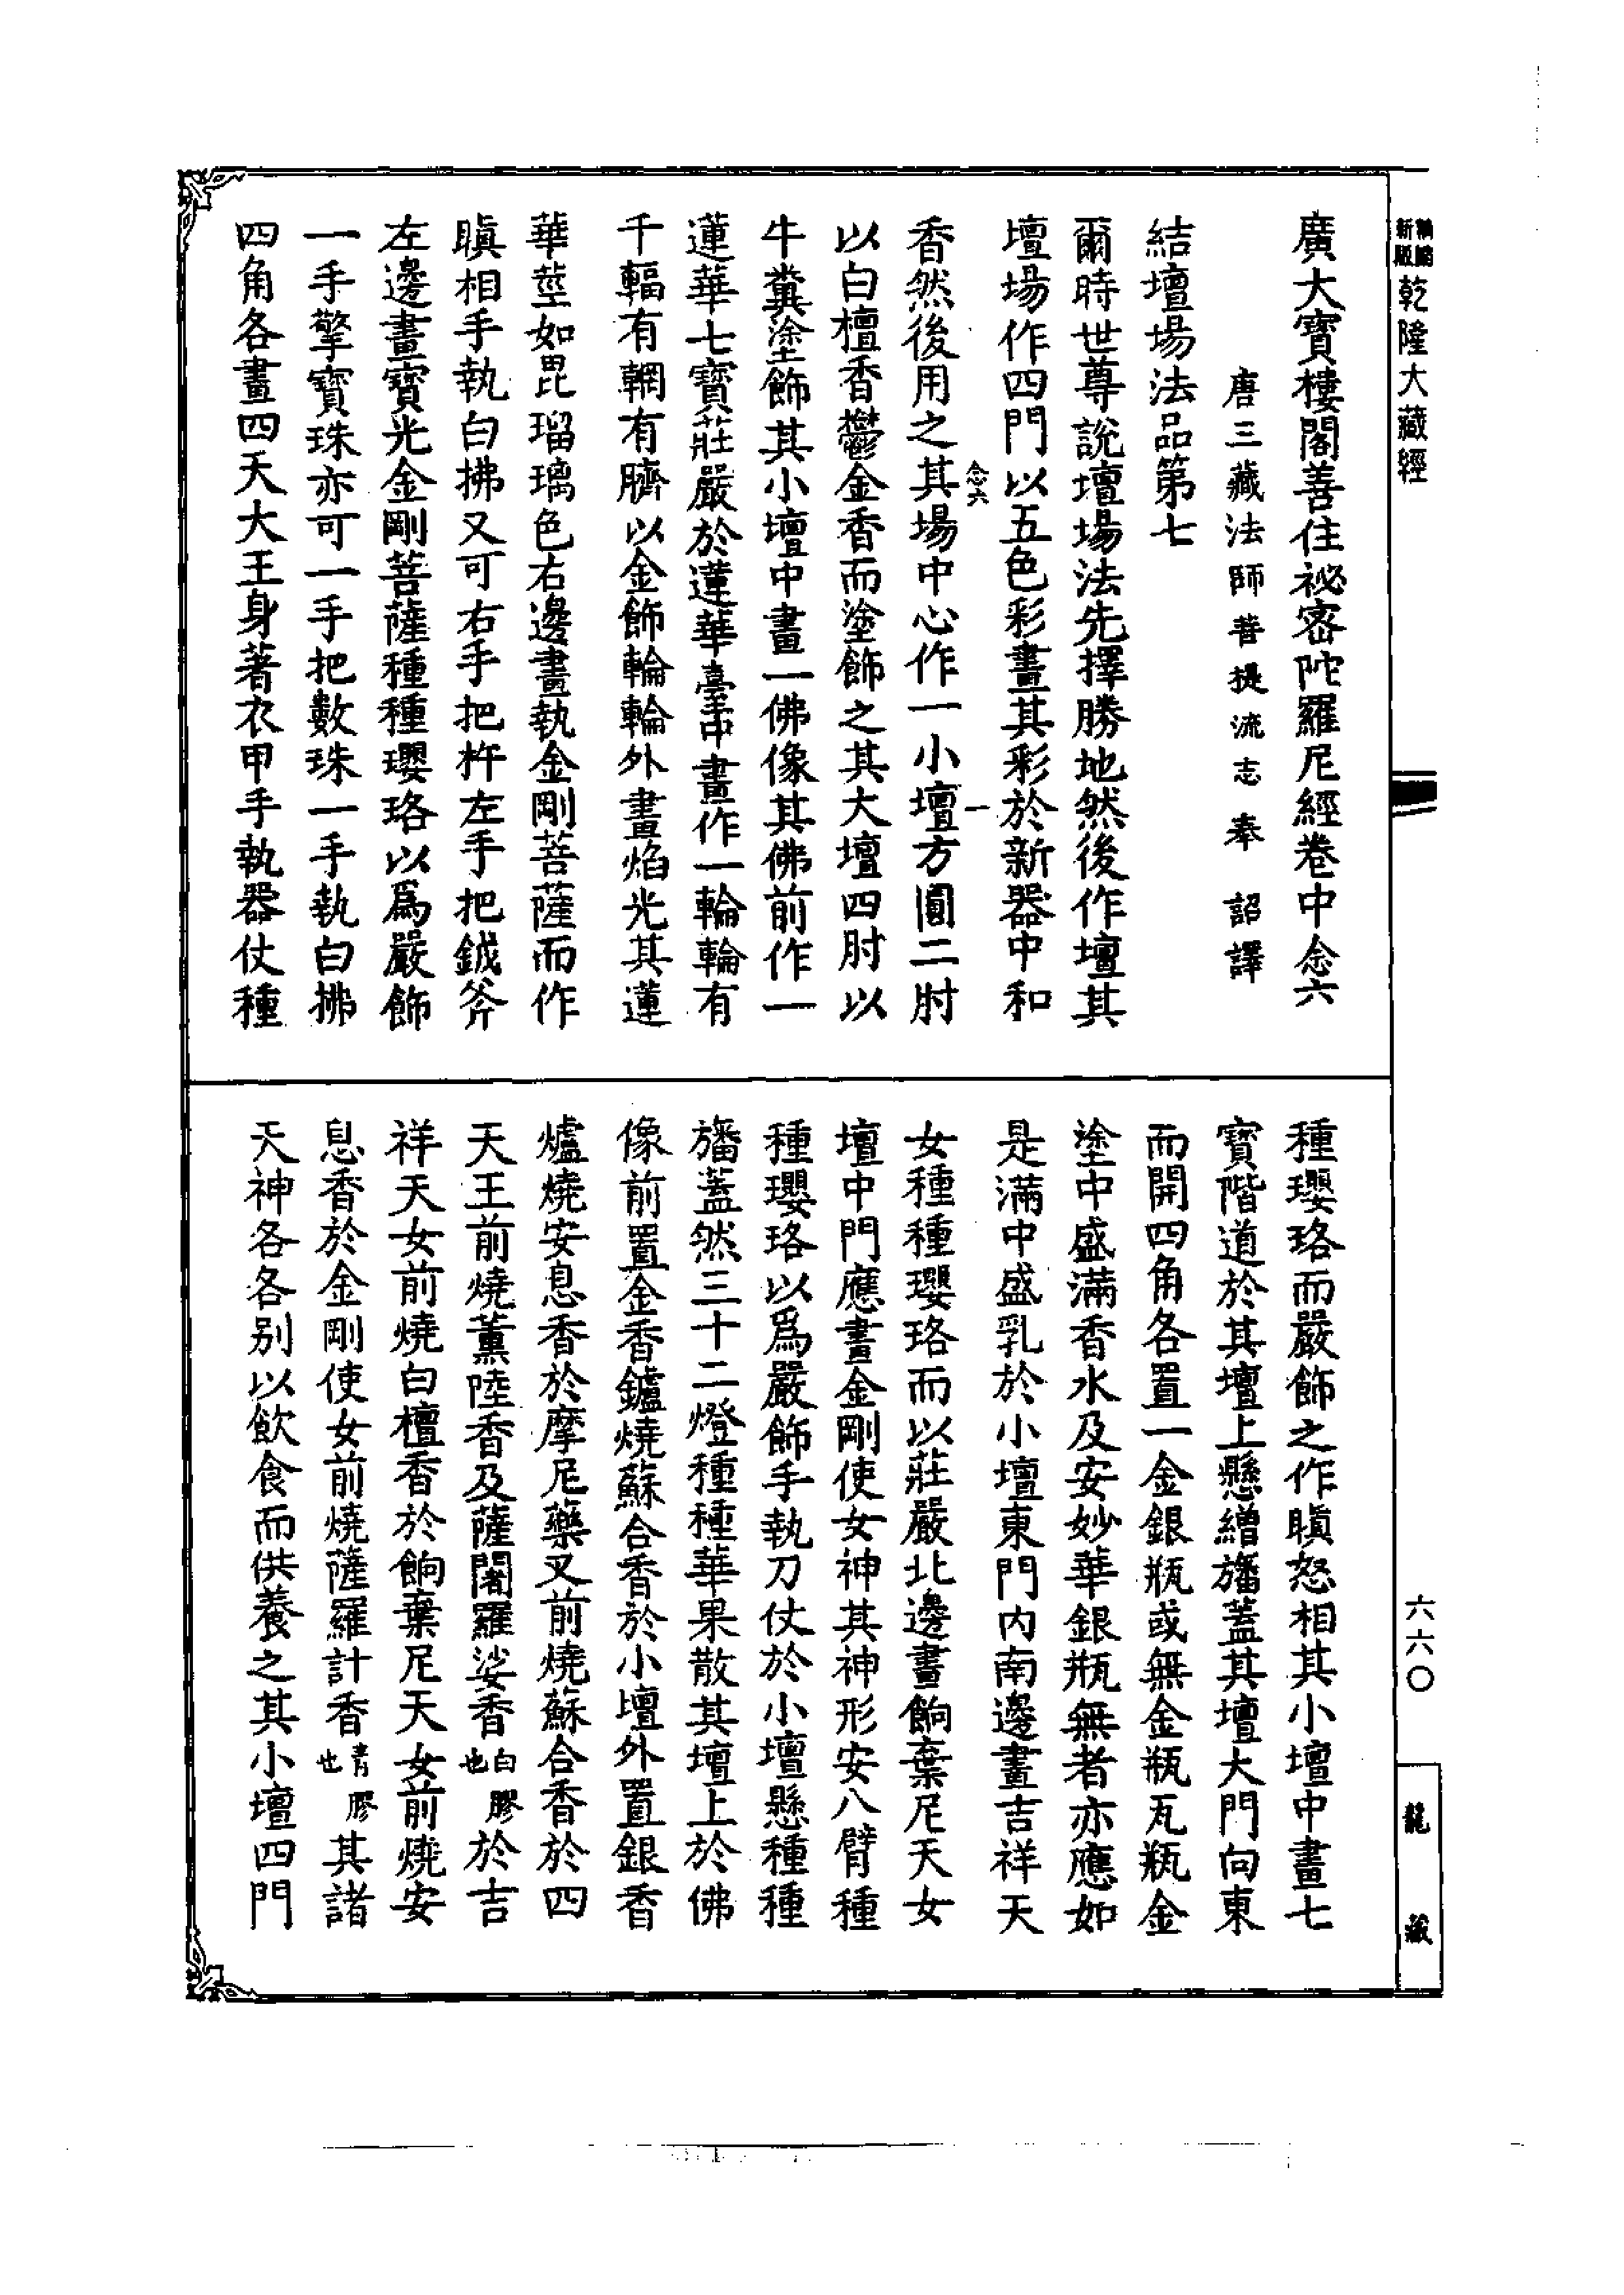 新版
精縮
乾隆大藏經
廣大寶樓閣善住祕密陀羅尼經卷中念六
唐三藏法師菩提流志奉 詔譯
結壇場法品第七
爾時世尊說壇場法先擇勝地然後作壇其
壇場作四門以五色彩畫其彩於新器中和
念六 一
香然後用之其場中心作一小壇方圓二肘
以白檀香鬱金香而塗飾之其大壇四肘以
牛糞塗飾其小壇中畫一佛像其佛前作一
蓮華七寶莊嚴於蓮華臺中畫作一輪輪有
千輻有輞有臍以金飾輪輪外畫焰光其蓮
華莖如毘瑠璃色右邊畫執金剛菩薩而作
瞋相手執白拂又可右手把杵左手把鉞斧
左邊畫寶光金剛菩薩種種瓔珞以爲嚴飾
一手擎寶珠亦可一手把數珠一手執白拂
四角各畫四天大王身著衣甲手執器仗種
種瓔珞而嚴飾之作瞋怒相其小壇中畫七
寶階道於其壇上懸繒旛蓋其壇大門向東
而開四角各置一金銀瓶或無金瓶瓦瓶金
塗中盛滿香水及安妙華銀瓶無者亦應如
是滿中盛乳於小壇東門內南邊畫吉祥天
女種種瓔珞而以莊嚴北邊畫餉棄尼天女
壇中門應畫金剛使女神其神形安八臂種
種瓔珞以爲嚴飾手執刀仗於小壇懸種種
旛蓋然三十二燈種種華果散其壇上於佛
像前置金香鑪燒蘇合香於小壇外置銀香
爐燒安息香於摩尼藥叉前燒蘇合香於四
天王前燒薰陸香及薩闍羅娑香白膠也於吉
祥天女前燒白檀香於餉棄尼天女前燒安
息香於金剛使女前燒薩羅計香青膠也其諸
天神各各別以飲食而供養之其小壇四門
六六〇
龍藏